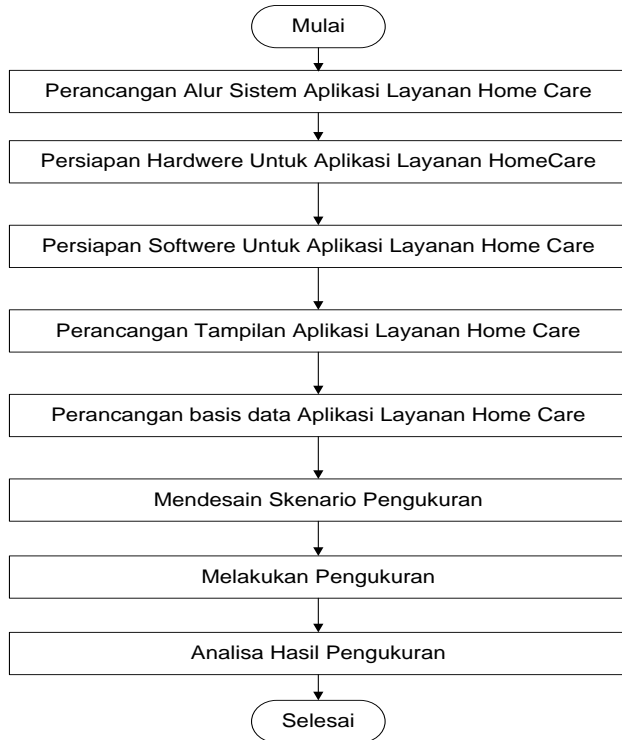 Mulai
Perancangan Alur Sistem Aplikasi Layanan Home Care
Persiapan Hardwere Untuk Aplikasi Layanan HomeCare
Persiapan Softwere Untuk Aplikasi Layanan Home Care
Perancangan Tampilan Aplikasi Layanan Home Care
Perancangan basis data Aplikasi Layanan Home Care
Mendesain Skenario Pengukuran
Melakukan Pengukuran
Analisa Hasil Pengukuran
Selesai